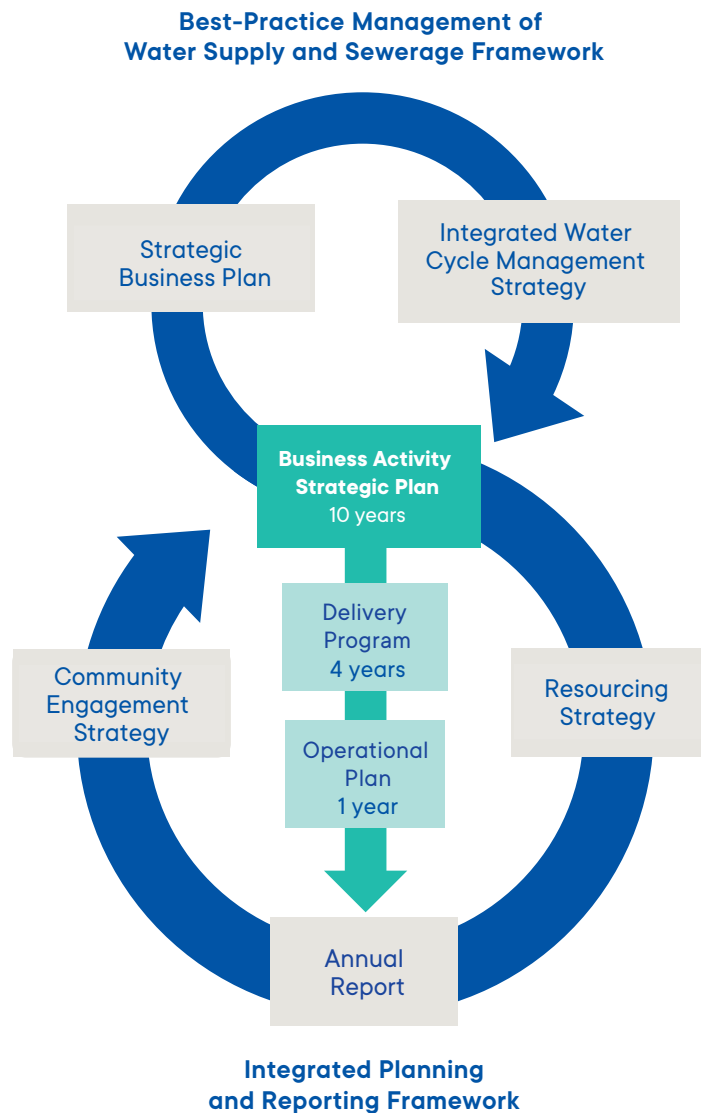 Best-Practice Management of
Water Supply and Sewerage Framework
Strategic
Business Plan
Integrated Water
Cycle Management
Strategy
Business Activity
Strategic Plan
10 years
Delivery
Program
4 years
Community
Engagement
Strategy
Resourcing
Strategy
Operational
Plan
1 year
Annual
Report
Integrated Planning
and Reporting Framework